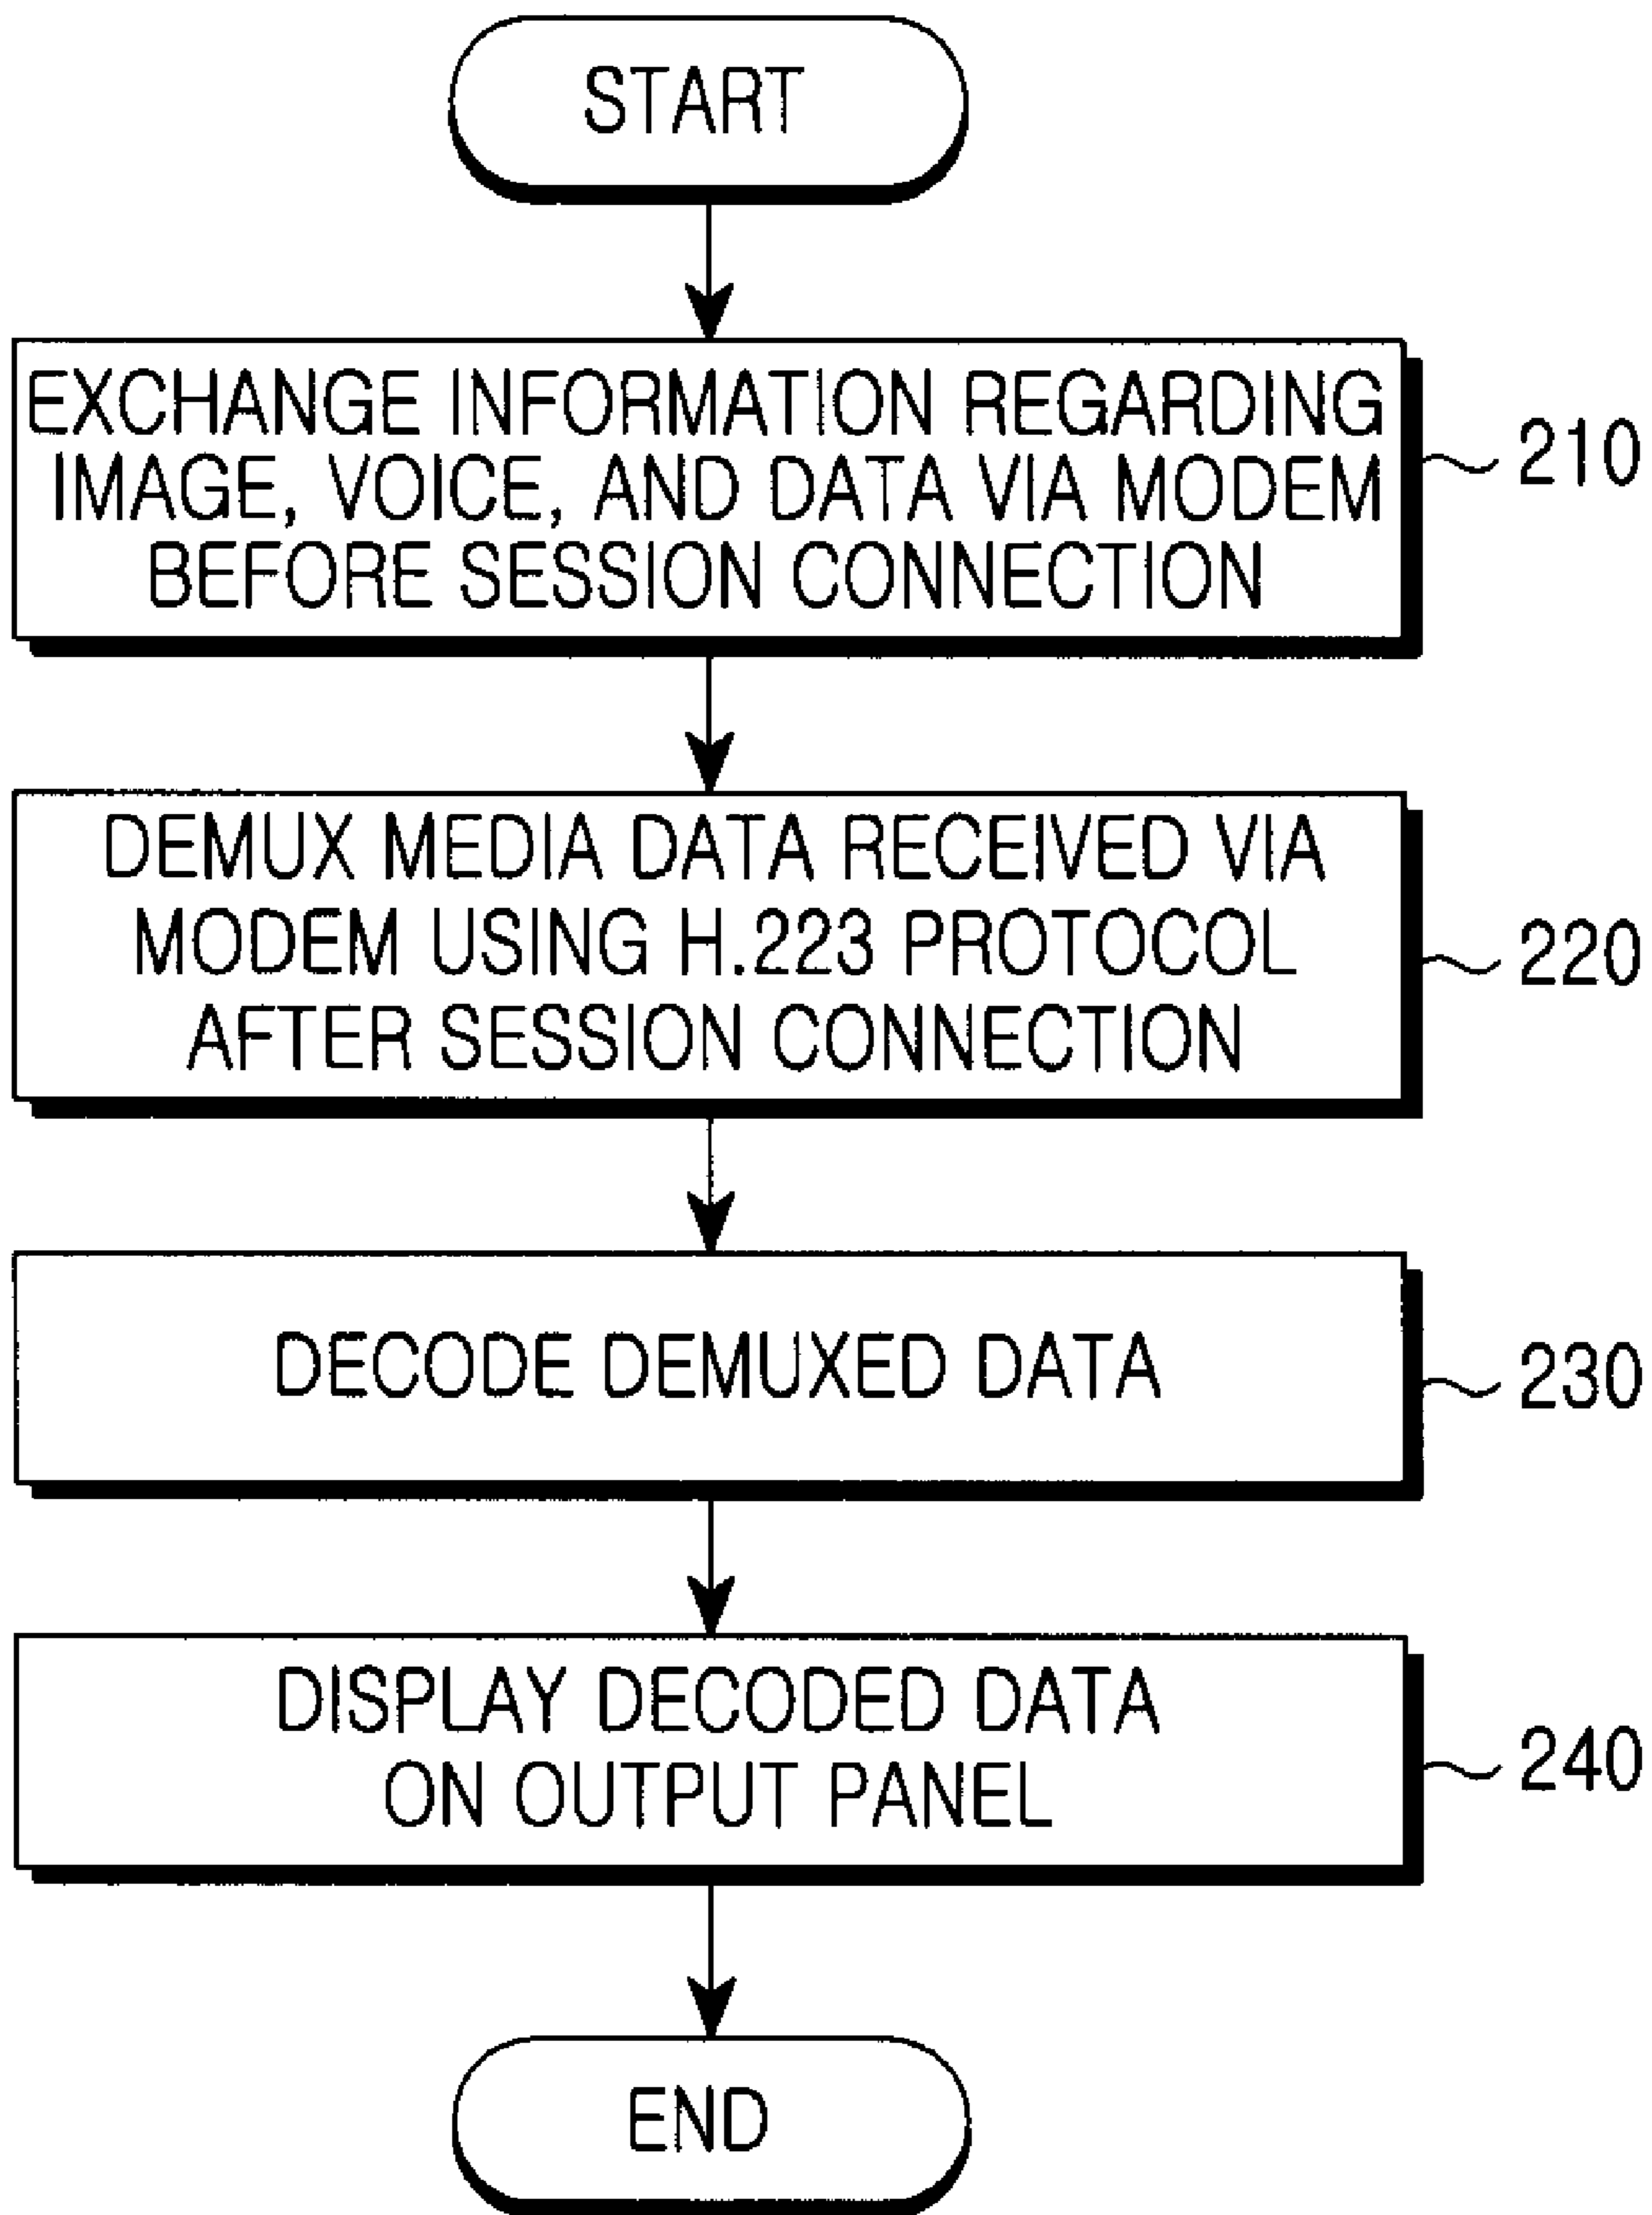 START
EXCHANGE INFORMATION REGARDING
IMAGE, VOICE, AND DATA VIA MODEM
BEFORE SESSION CONNECTION
210
DEMUX MEDIA DATA RECEIVED VIA
MODEM USING H.223 PROTOCOL
AFTER SESSION CONNECTION
220
DECODE DEMUXED DATA
230
DISPLAY DECODED DATA
ON OUTPUT PANEL
240
END